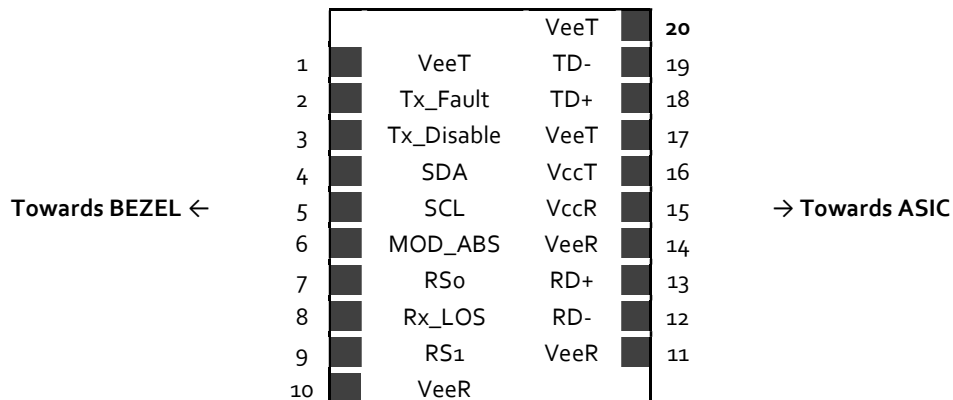 VeeT 20
1 VeeT TD- 19
2 Tx_Fault TD+ 18
3 Tx_Disable VeeT 17
4 SDA VccT 16
Towards BEZEL ← 5 SCL VccR 15 → Towards ASIC
6 MOD_ABS VeeR 14
7 RS0 RD+ 13
8 Rx_LOS RD- 12
9 RS1 VeeR 11
10 VeeR